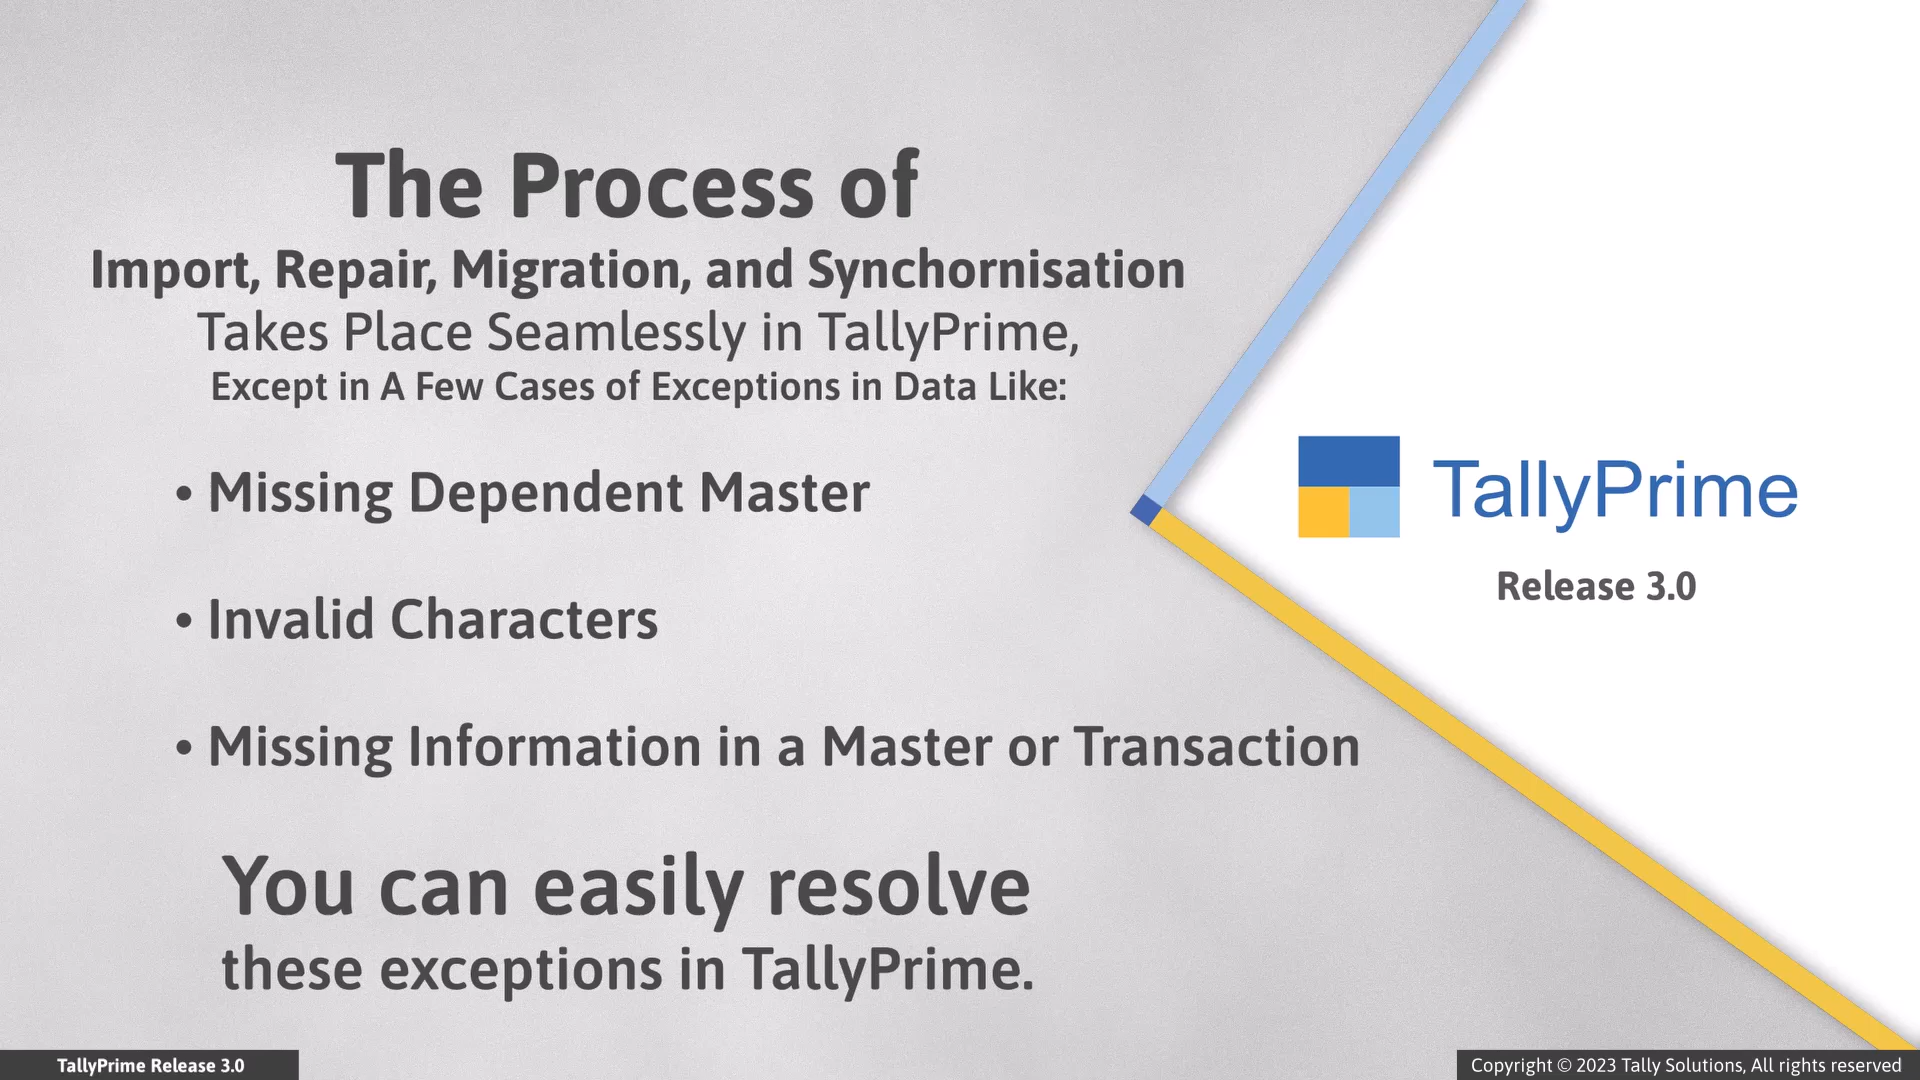 The Process of
Import, Repair, Migration, and Synchornisation
Takes Place Seamlessly in TallyPrime,
Except in A Few Cases of Exceptions in Data Like:
• Missing Dependent Master
• Invalid Characters
• Missing Information in a Master or Transaction
You can easily resolve
these exceptions in TallyPrime.
TallyPrime
Release 3.0
TallyPrime Release 3.0
Copyright © 2023 Tally Solutions, All rights reserved